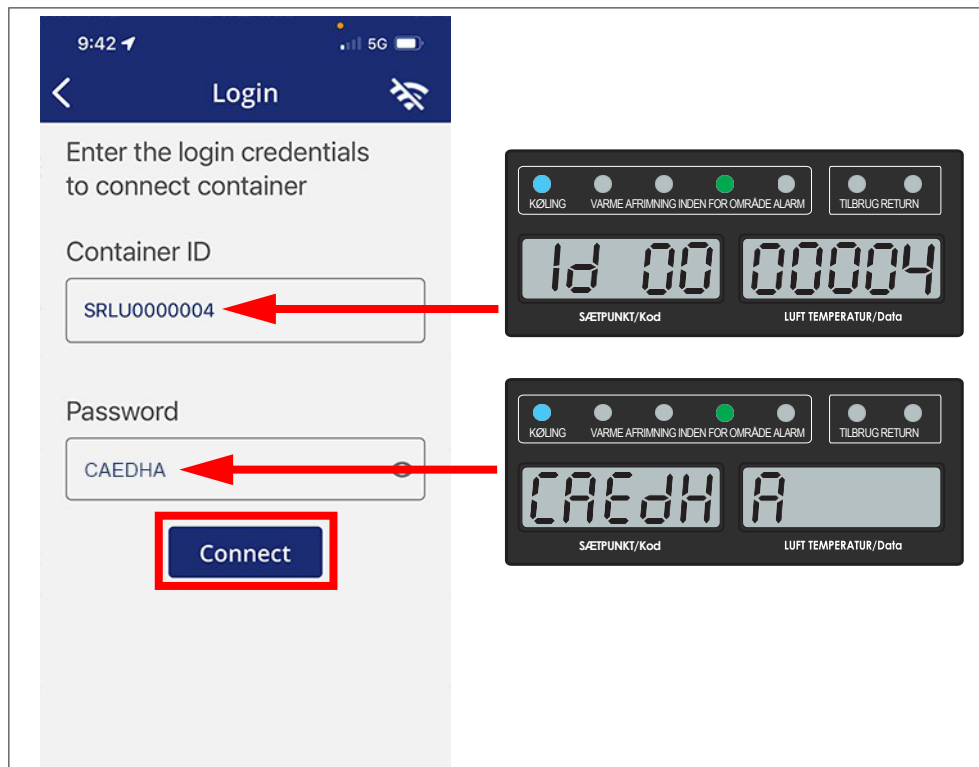 9:42
5G
Login
Enter the login credentials
to connect container
Container ID
SRLU0000004
Password
CAEDHA
Connect
KØLING VARME AFRIMNING INDEN FOR OMRÅDE ALARM TILBRUG RETURN
Id 00 00004
SÆTPUNKT/Kod LUFT TEMPERATUR/Data
KØLING VARME AFRIMNING INDEN FOR OMRÅDE ALARM TILBRUG RETURN
CAEdH A
SÆTPUNKT/Kod LUFT TEMPERATUR/Data